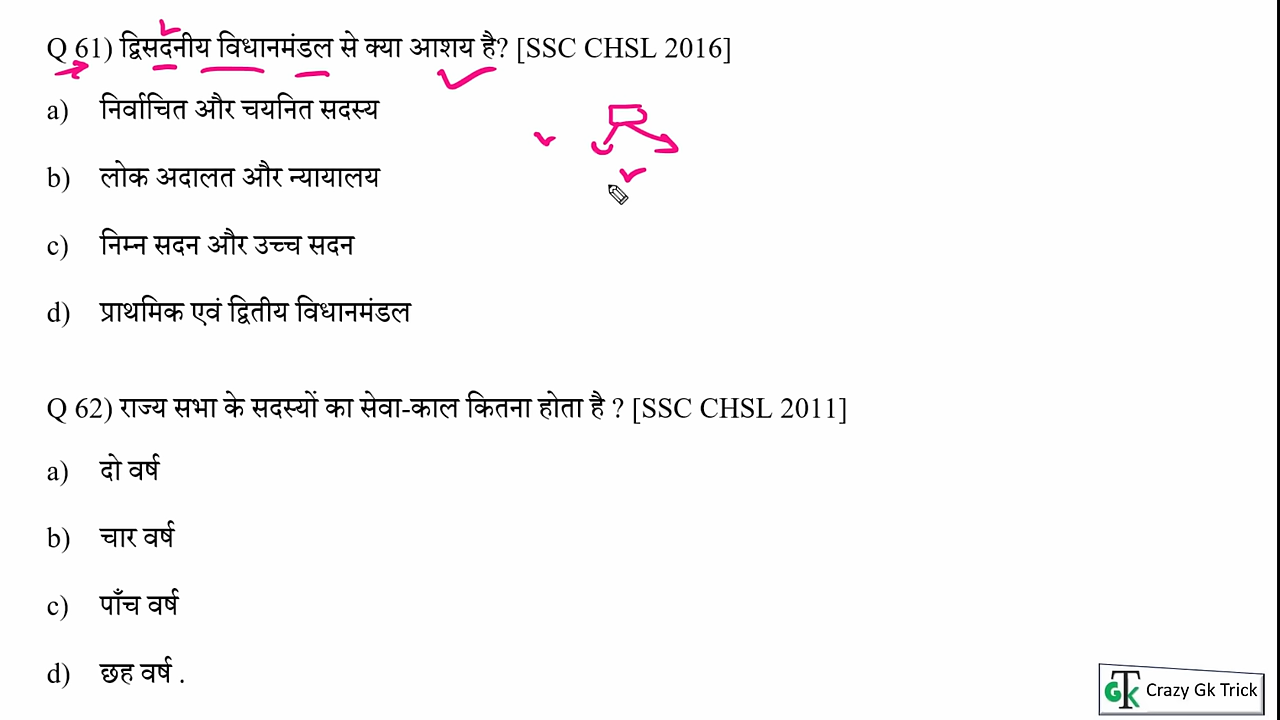 Q 61) द्विसदनीय विधानमंडल से क्या आशय है? [SSC CHSL 2016]
a) निर्वाचित और चयनित सदस्य
b) लोक अदालत और न्यायालय
c) निम्न सदन और उच्च सदन
d) प्राथमिक एवं द्वितीय विधानमंडल
Q 62) राज्य सभा के सदस्यों का सेवा-काल कितना होता है ? [SSC CHSL 2011]
a) दो वर्ष
b) चार वर्ष
c) पाँच वर्ष
d) छह वर्ष .
GTK Crazy Gk Trick